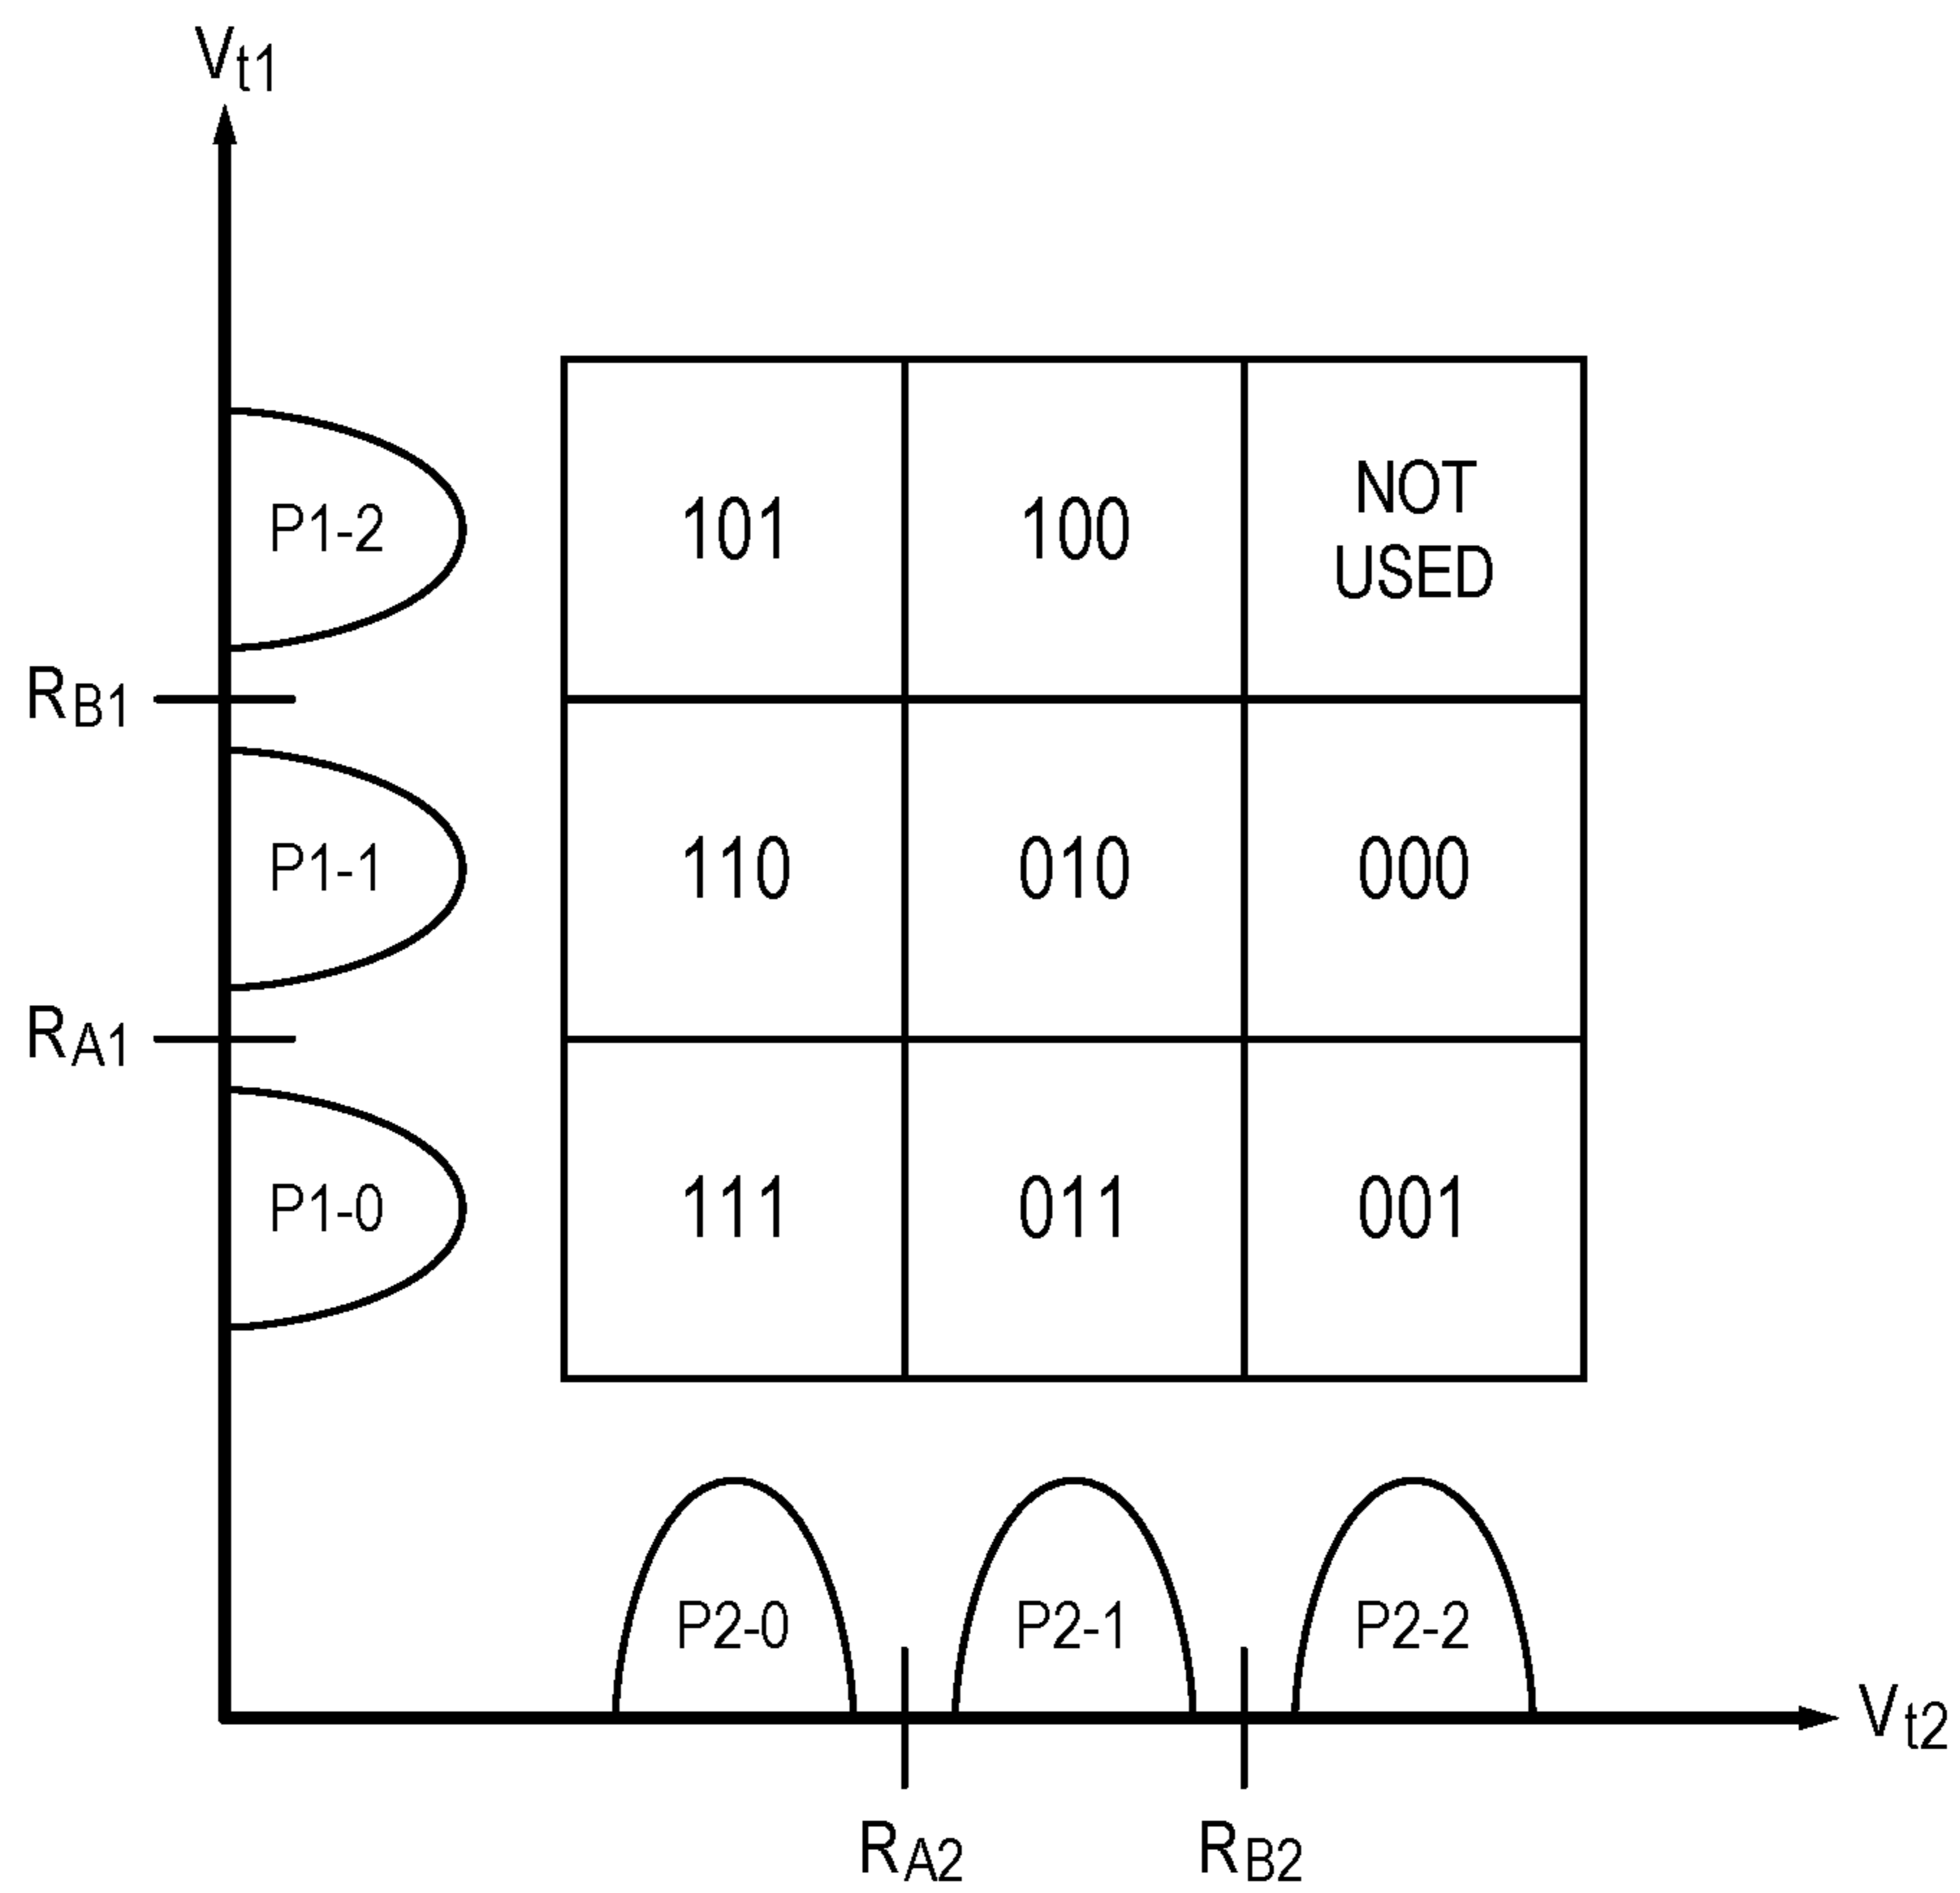 Vt1
P1-2
101
100
NOT
USED
RB1
P1-1
110
010
000
RA1
P1-0
111
011
001
P2-0
P2-1
P2-2
Vt2
RA2
RB2